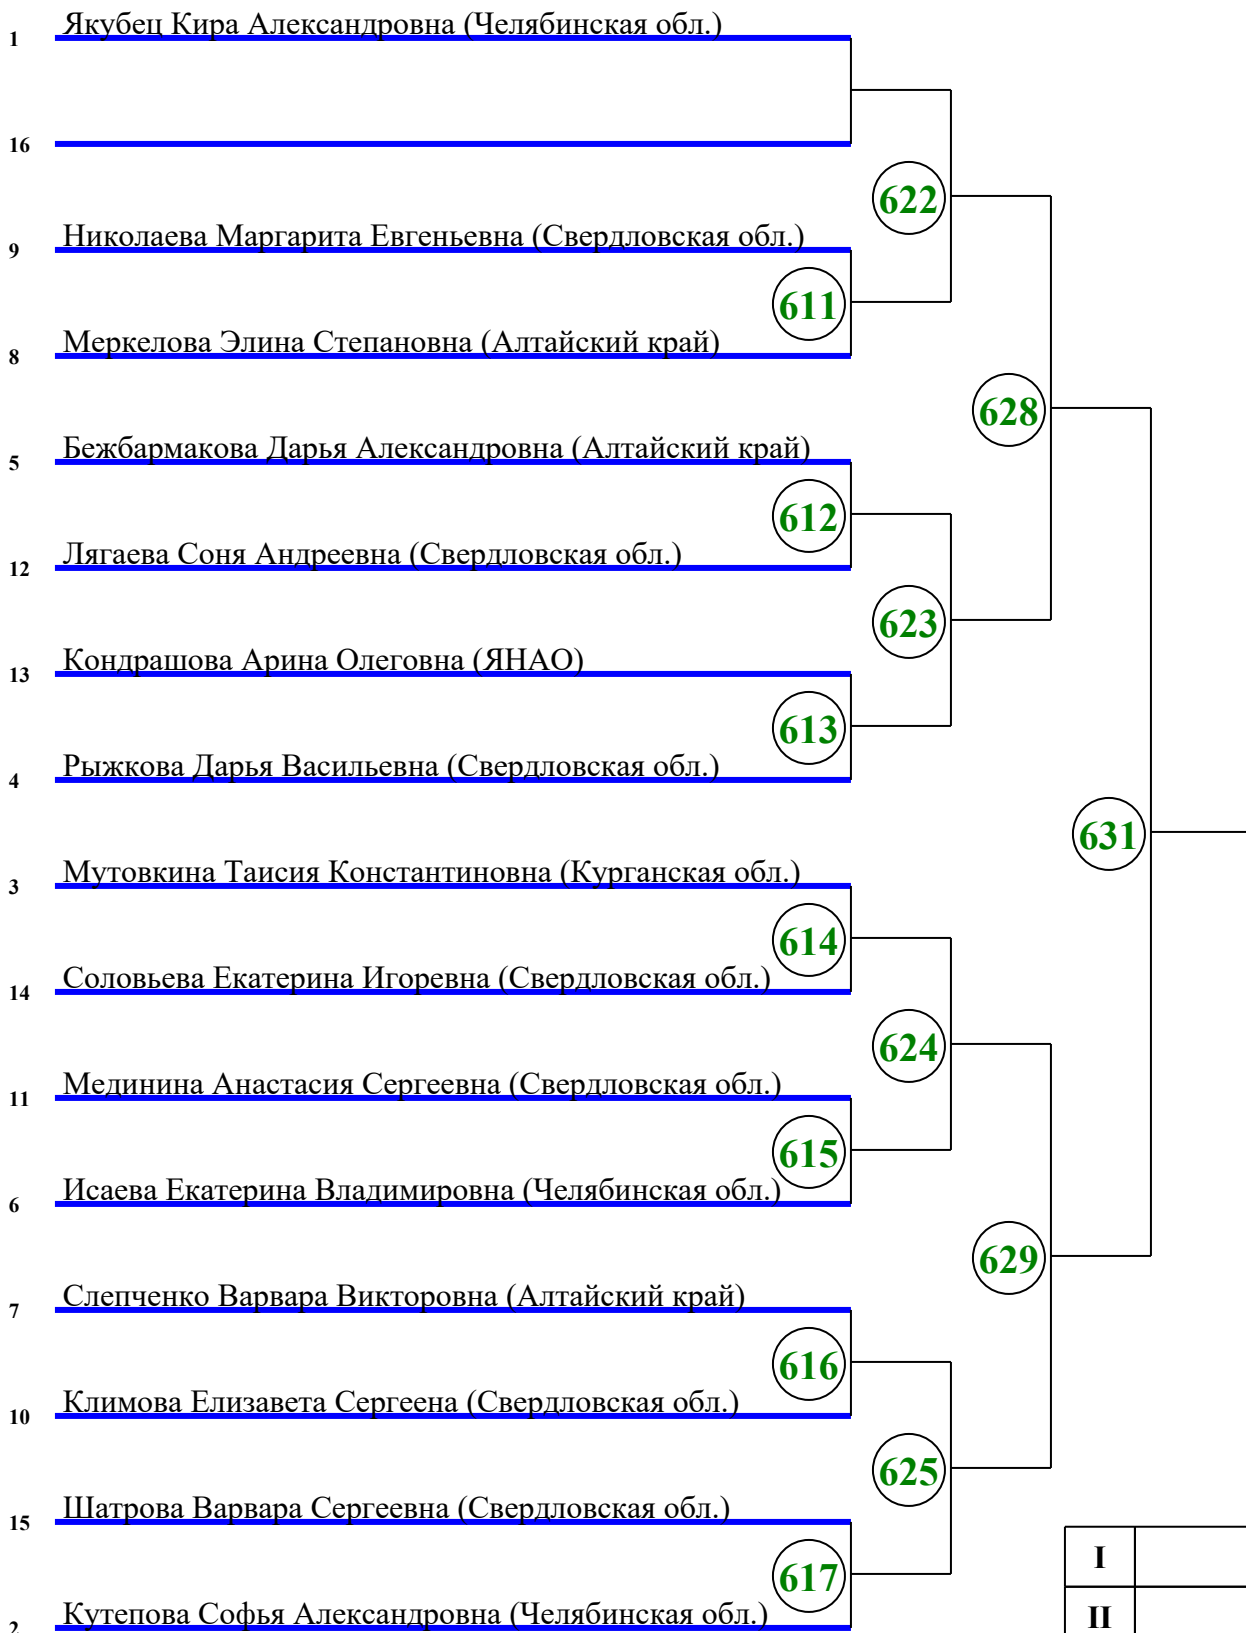 1 Якубец Кира Александровна (Челябинская обл.)
16
622
9 Николаева Маргарита Евгеньевна (Свердловская обл.)
611
8 Меркелова Элина Степановна (Алтайский край)
628
5 Бежбармакова Дарья Александровна (Алтайский край)
612
12 Лягаева Соня Андреевна (Свердловская обл.)
623
13 Кондрашова Арина Олеговна (ЯНАО)
613
4 Рыжкова Дарья Васильевна (Свердловская обл.)
631
3 Мутовкина Таисия Константиновна (Курганская обл.)
614
14 Соловьева Екатерина Игоревна (Свердловская обл.)
624
11 Мединина Анастасия Сергеевна (Свердловская обл.)
615
6 Исаева Екатерина Владимировна (Челябинская обл.)
629
7 Слепченко Варвара Викторовна (Алтайский край)
616
10 Климова Елизавета Сергеена (Свердловская обл.)
625
15 Шатрова Варвара Сергеевна (Свердловская обл.)
I
617
2 Кутепова Софья Александровна (Челябинская обл.)
II